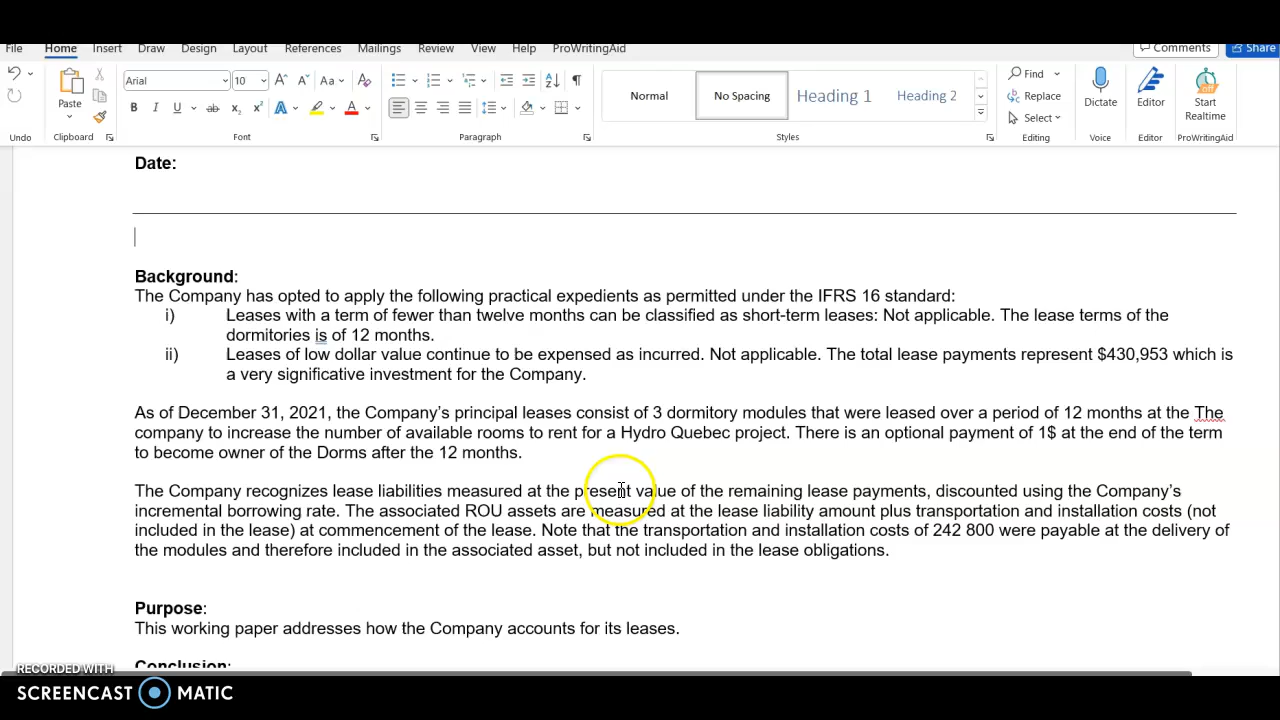 File Home Insert Draw Design Layout References Mailings Review View Help ProWritingAid Comments Share
Arial 10 Aa Find
Paste Normal No Spacing Heading 1 Heading 2 Replace Dictate Editor Start
B I U ab x2 x2 A A Select Realtime
Undo Clipboard Font Paragraph Styles Editing Voice Editor ProWritingAid
Date:
Background:
The Company has opted to apply the following practical expedients as permitted under the IFRS 16 standard:
i) Leases with a term of fewer than twelve months can be classified as short-term leases: Not applicable. The lease terms of the
dormitories is of 12 months.
ii) Leases of low dollar value continue to be expensed as incurred. Not applicable. The total lease payments represent $430,953 which is
a very significative investment for the Company.
As of December 31, 2021, the Company's principal leases consist of 3 dormitory modules that were leased over a period of 12 months at the The
company to increase the number of available rooms to rent for a Hydro Quebec project. There is an optional payment of 1$ at the end of the term
to become owner of the Dorms after the 12 months.
The Company recognizes lease liabilities measured at the present value of the remaining lease payments, discounted using the Company's
incremental borrowing rate. The associated ROU assets are measured at the lease liability amount plus transportation and installation costs (not
included in the lease) at commencement of the lease. Note that the transportation and installation costs of 242 800 were payable at the delivery of
the modules and therefore included in the associated asset, but not included in the lease obligations.
Purpose:
This working paper addresses how the Company accounts for its leases.
Conclusion:
RECORDED WITH
SCREENCAST MATIC